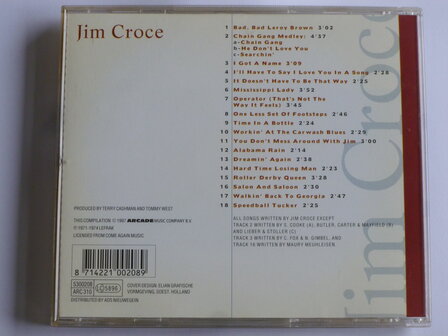 Jim Croce
1 Bad, Bad Leroy Brown 3'02
2 Chain Gang Medley: 4'37
a-Chain Gang
b-He Don't Love You
c-Searchin'
3 I Got A Name 3'09
4 I'll Have To Say I Love You In A Song 2'28
5 It Doesn't Have To Be That Way 2'25
6 Mississippi Lady 3'52
7 Operator (That's Not The
Way It Feels) 3'45
8 One Less Set Of Footsteps 2'46
9 Time In A Bottle 2'24
10 Workin' At The Carwash Blues 2'29
11 You Don't Mess Around With Jim 3'00
12 Alabama Rain 2'14
13 Dreamin' Again 2'38
14 Hard Time Losing Man 2'23
15 Roller Derby Queen 3'28
16 Salon And Saloon 2'30
17 Walkin' Back To Georgia 2'47
18 Speedball Tucker 2'25
ALL SONGS WRITTEN BY JIM CROCE EXCEPT
TRACK 2 WRITTEN BY S. COOKE (A), BUTLER, CARTER & MAYFIELD (B)
AND LIEBER & STOLLER (C)
TRACK 3 WRITTEN BY C. FOX & N. GIMBEL, AND
TRACK 16 WRITTEN BY MAURY MEUHLEISEN.
PRODUCED BY TERRY CASHMAN AND TOMMY WEST
THIS COMPILATION © 1987 ARCADE MUSIC COMPANY B.V.
℗ 1971-1974 LEFRAK
LICENSED FROM COME AGAIN MUSIC
8 714221 002089
5300208
ARC 310
5896
COVER DESIGN: ELHN GRAFISCHE
VORMGEVING, SOEST, HOLLAND
DISTRIBUTED BY ADS NIEUWEGEIN
Jim Croce